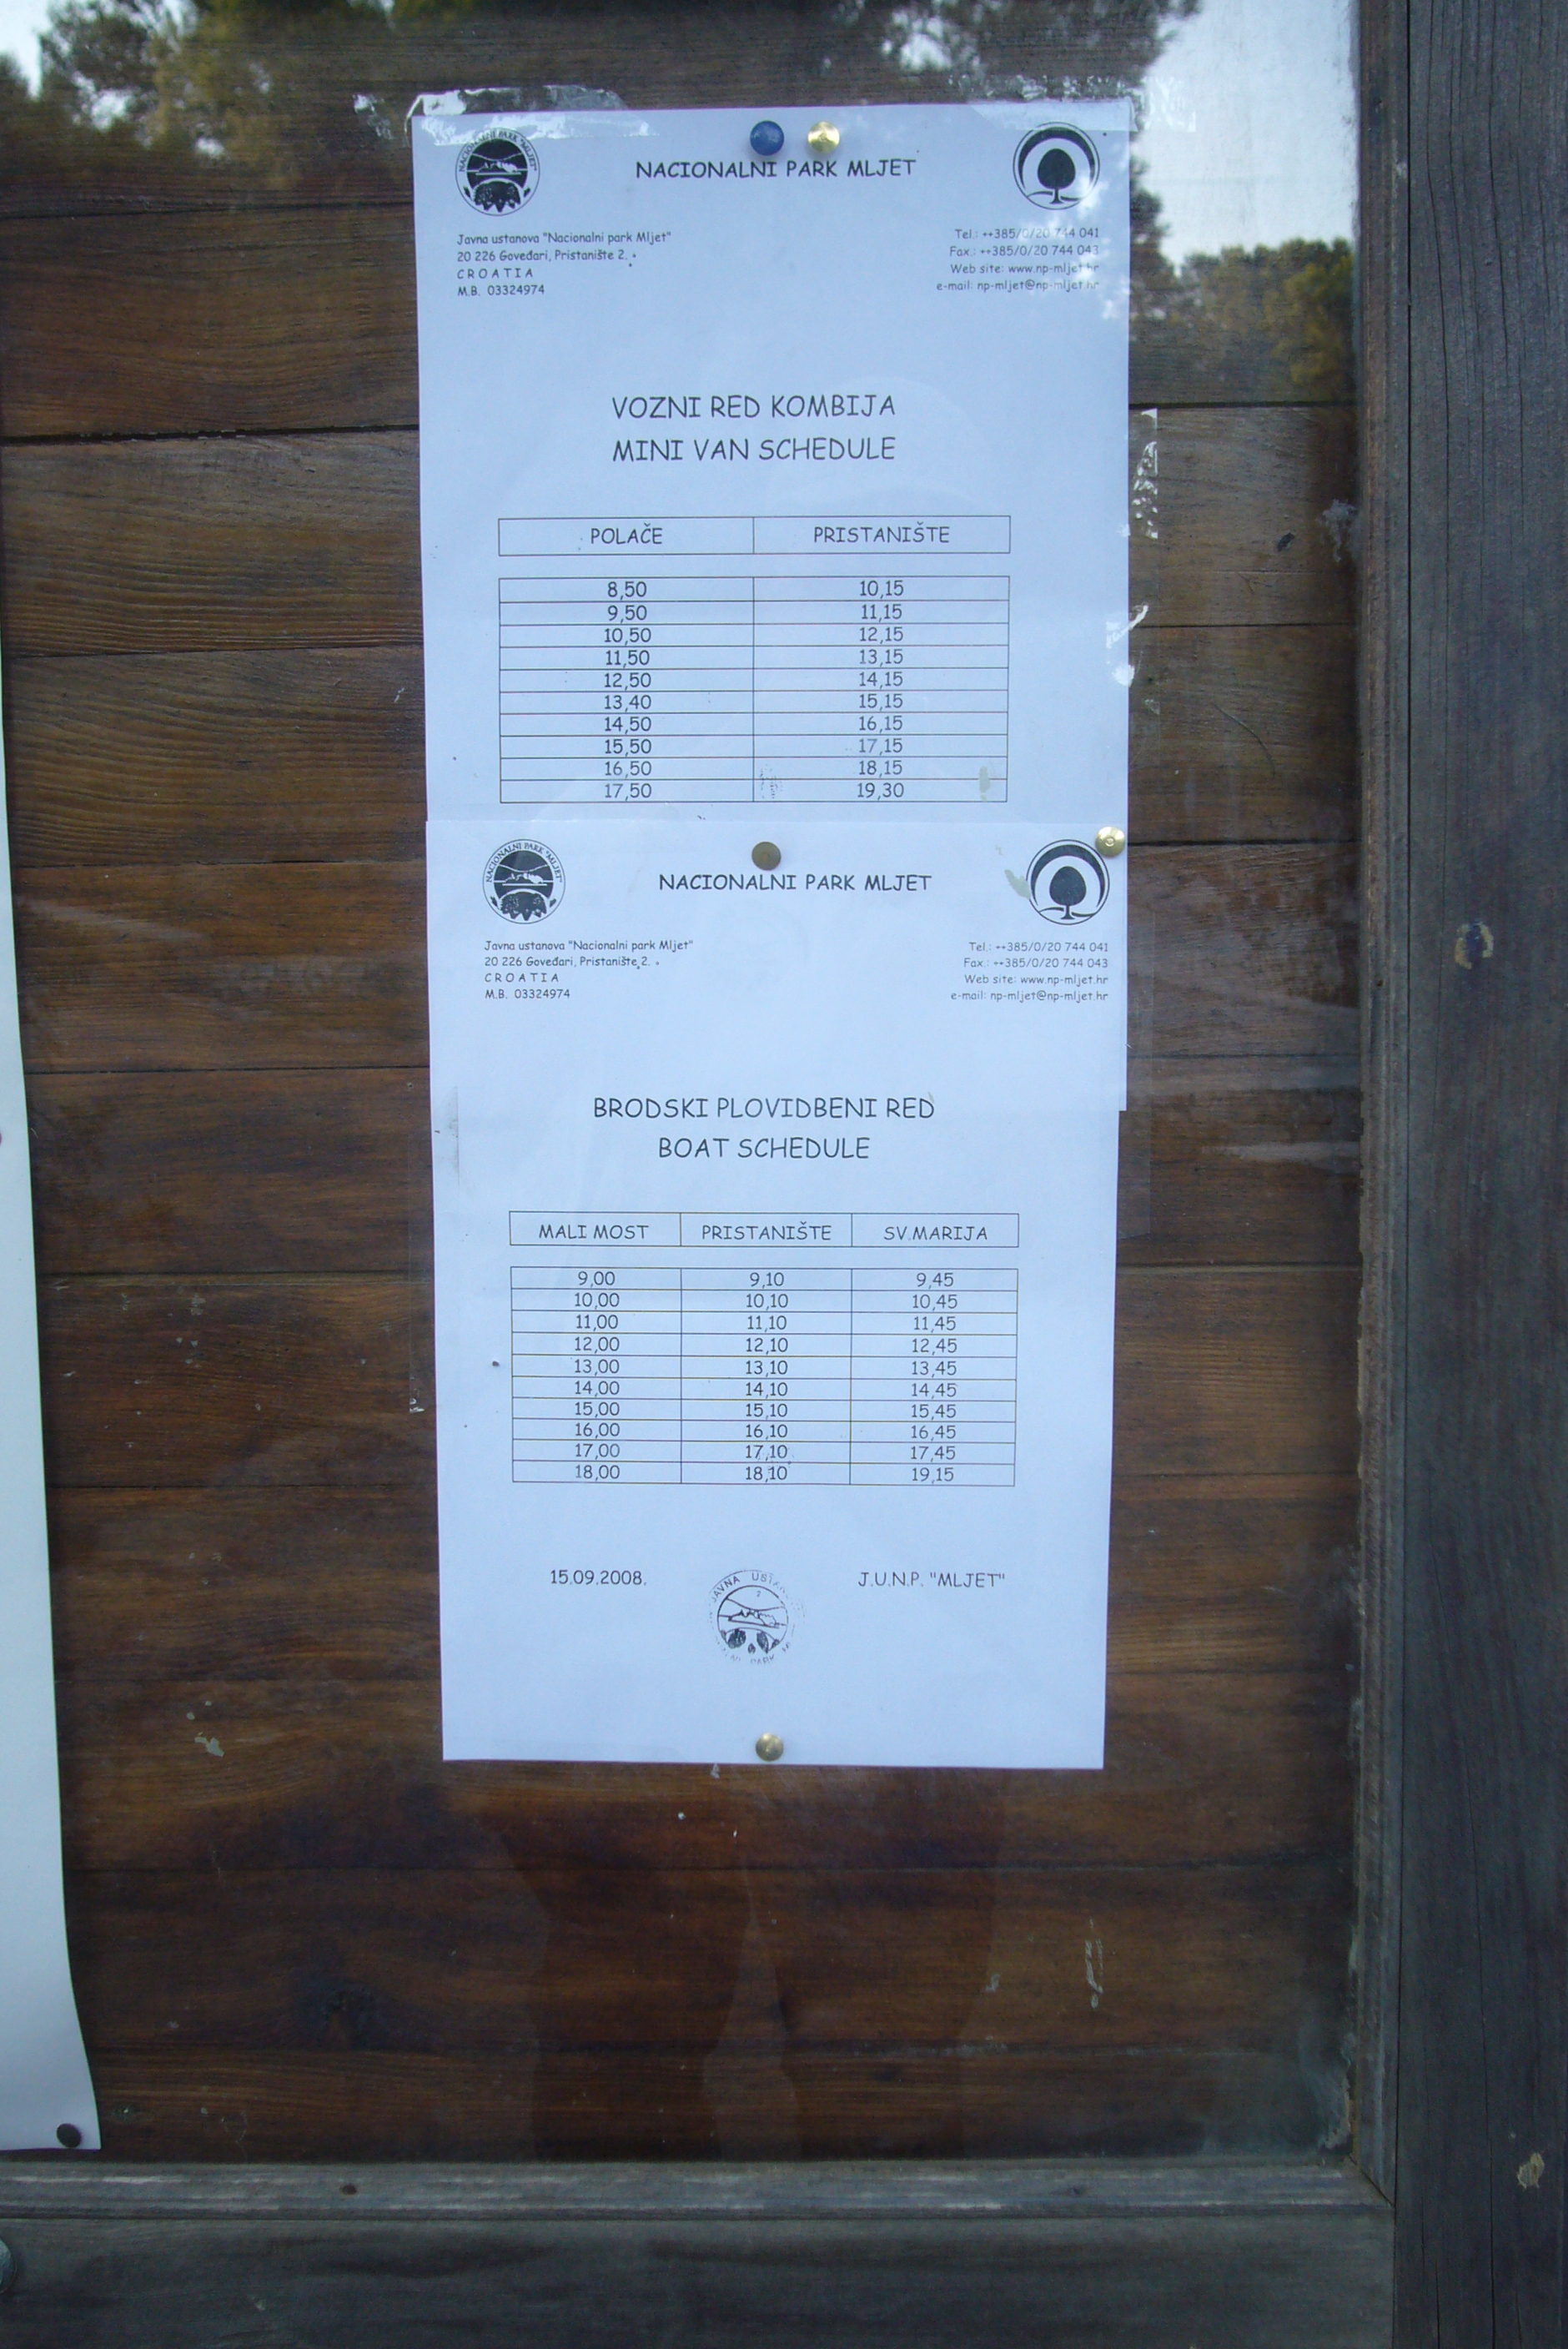 NACIONALNI PARK "MLJET"
NACIONALNI PARK MLJET
Javna ustanova "Nacionalni park Mljet"
20 226 Goveđari, Pristanište 2.
CROATIA
M.B. 03324974
Tel.: ++385/0/20 744 041
Fax.: ++385/0/20 744 043
Web site: www.np-mljet.hr
e-mail: np-mljet@np-mljet.hr
VOZNI RED KOMBIJA
MINI VAN SCHEDULE
POLAČE PRISTANIŠTE
8,50 10,15
9,50 11,15
10,50 12,15
11,50 13,15
12,50 14,15
13,40 15,15
14,50 16,15
15,50 17,15
16,50 18,15
17,50 19,30
NACIONALNI PARK "MLJET"
NACIONALNI PARK MLJET
Javna ustanova "Nacionalni park Mljet"
20 226 Goveđari, Pristanište 2.
CROATIA
M.B. 03324974
Tel.: ++385/0/20 744 041
Fax.: ++385/0/20 744 043
Web site: www.np-mljet.hr
e-mail: np-mljet@np-mljet.hr
BRODSKI PLOVIDBENI RED
BOAT SCHEDULE
MALI MOST PRISTANIŠTE SV.MARIJA
9,00 9,10 9,45
10,00 10,10 10,45
11,00 11,10 11,45
12,00 12,10 12,45
13,00 13,10 13,45
14,00 14,10 14,45
15,00 15,10 15,45
16,00 16,10 16,45
17,00 17,10 17,45
18,00 18,10 19,15
15.09.2008. J.U.N.P. "MLJET"
JAVNA
PARK